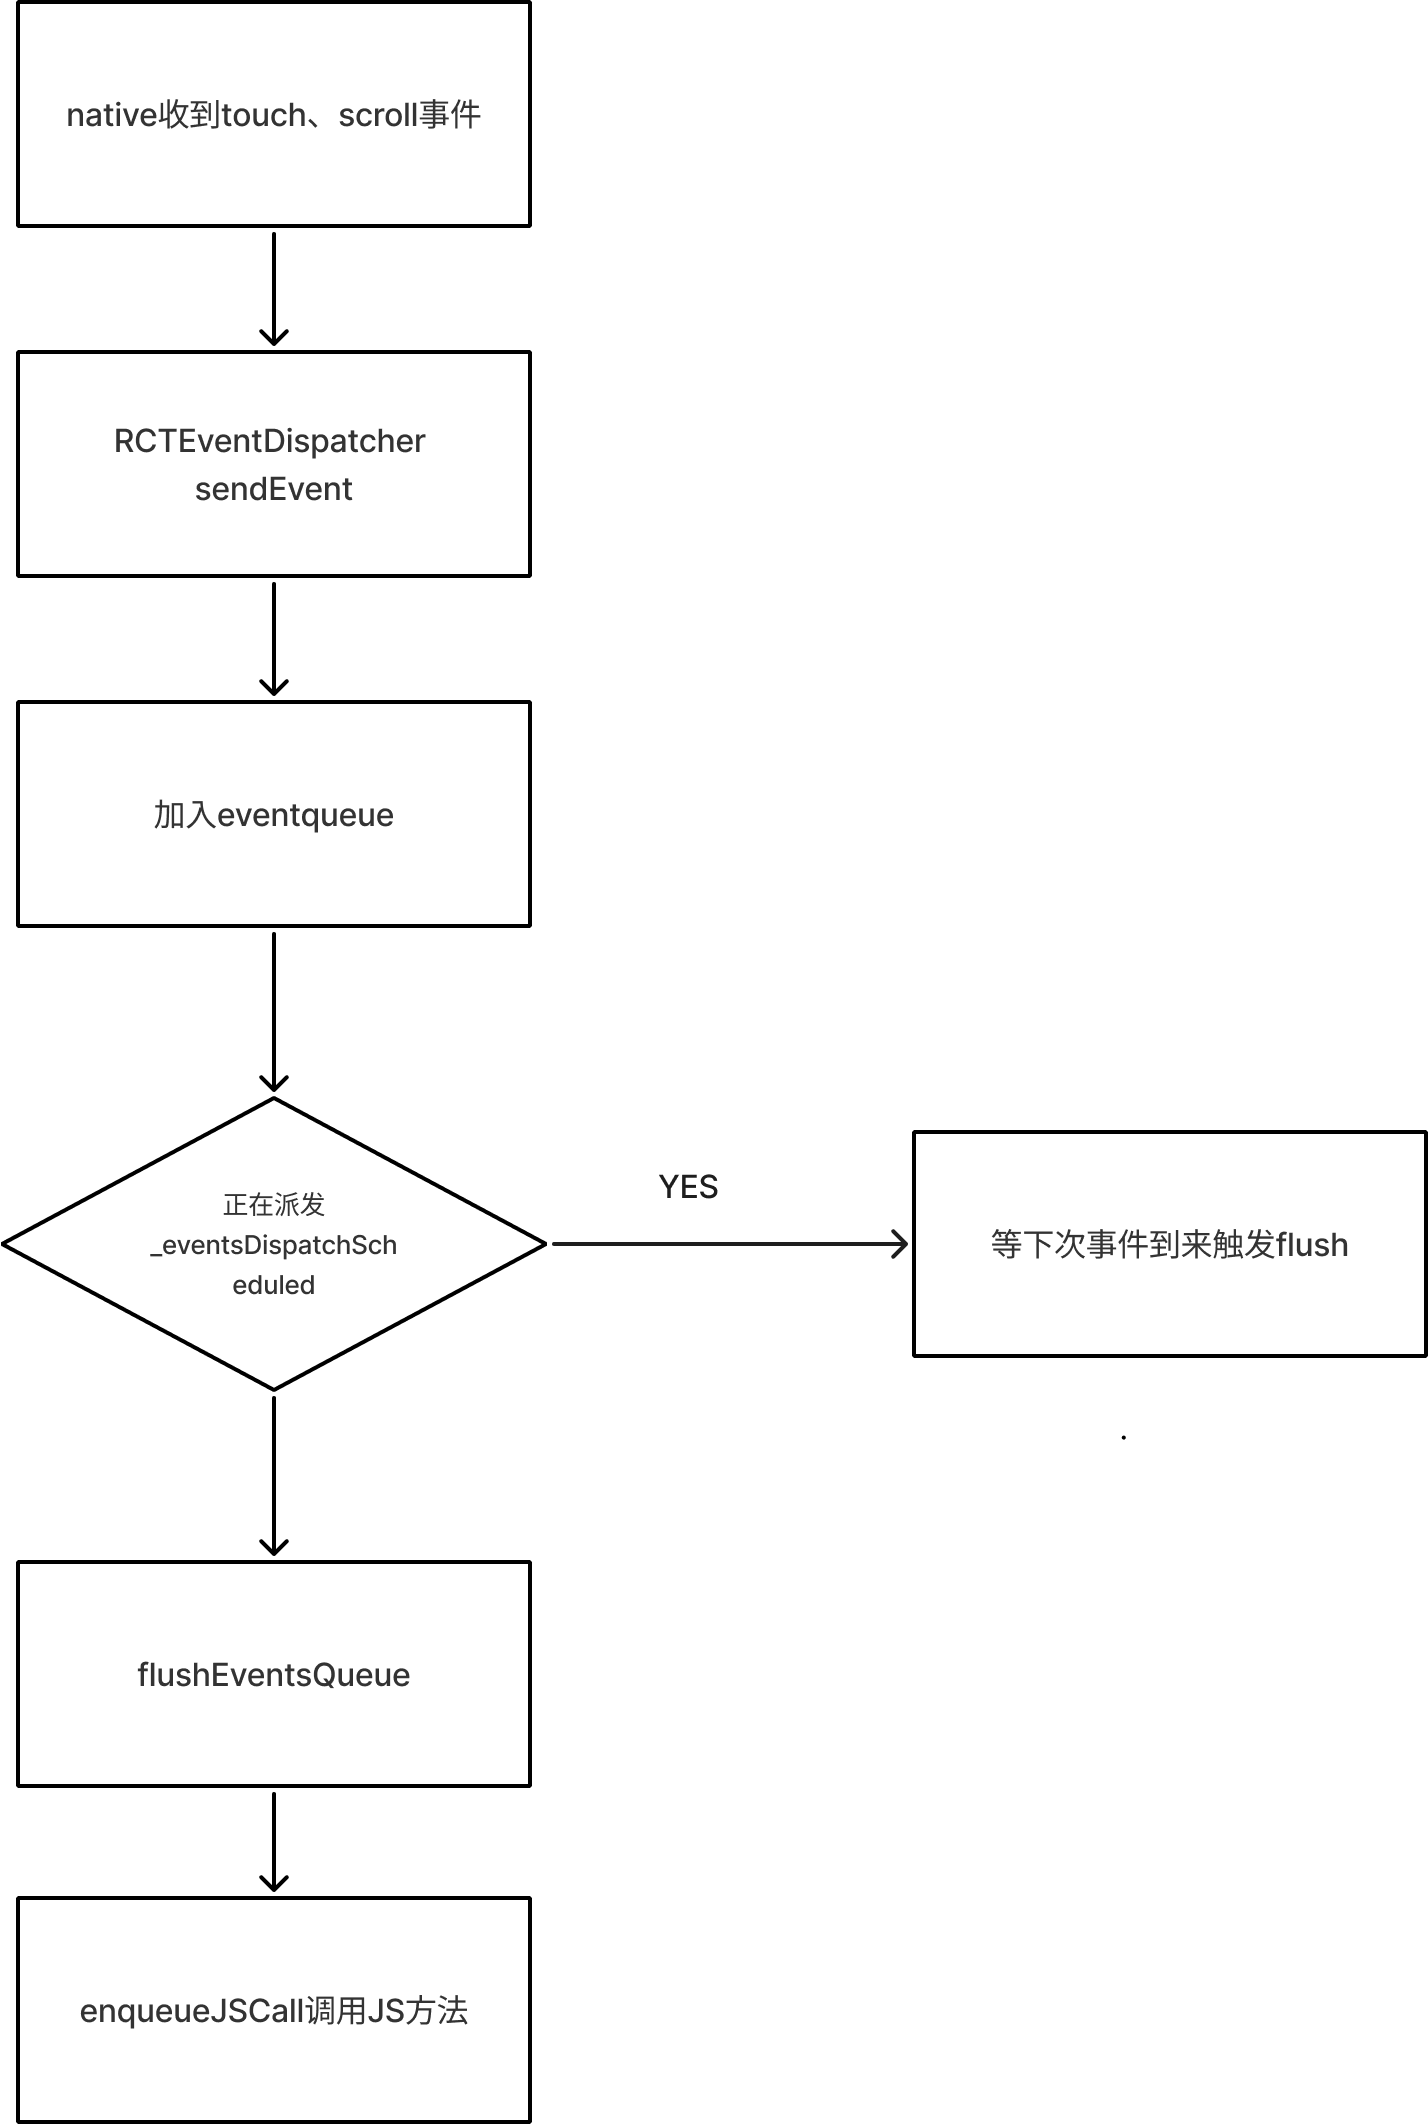 native收到touch、scroll事件
RCTEventDispatcher
sendEvent
加入eventqueue
正在派发
_eventsDispatchSch
eduled
YES
等下次事件到来触发flush
flushEventsQueue
enqueueJSCall调用JS方法